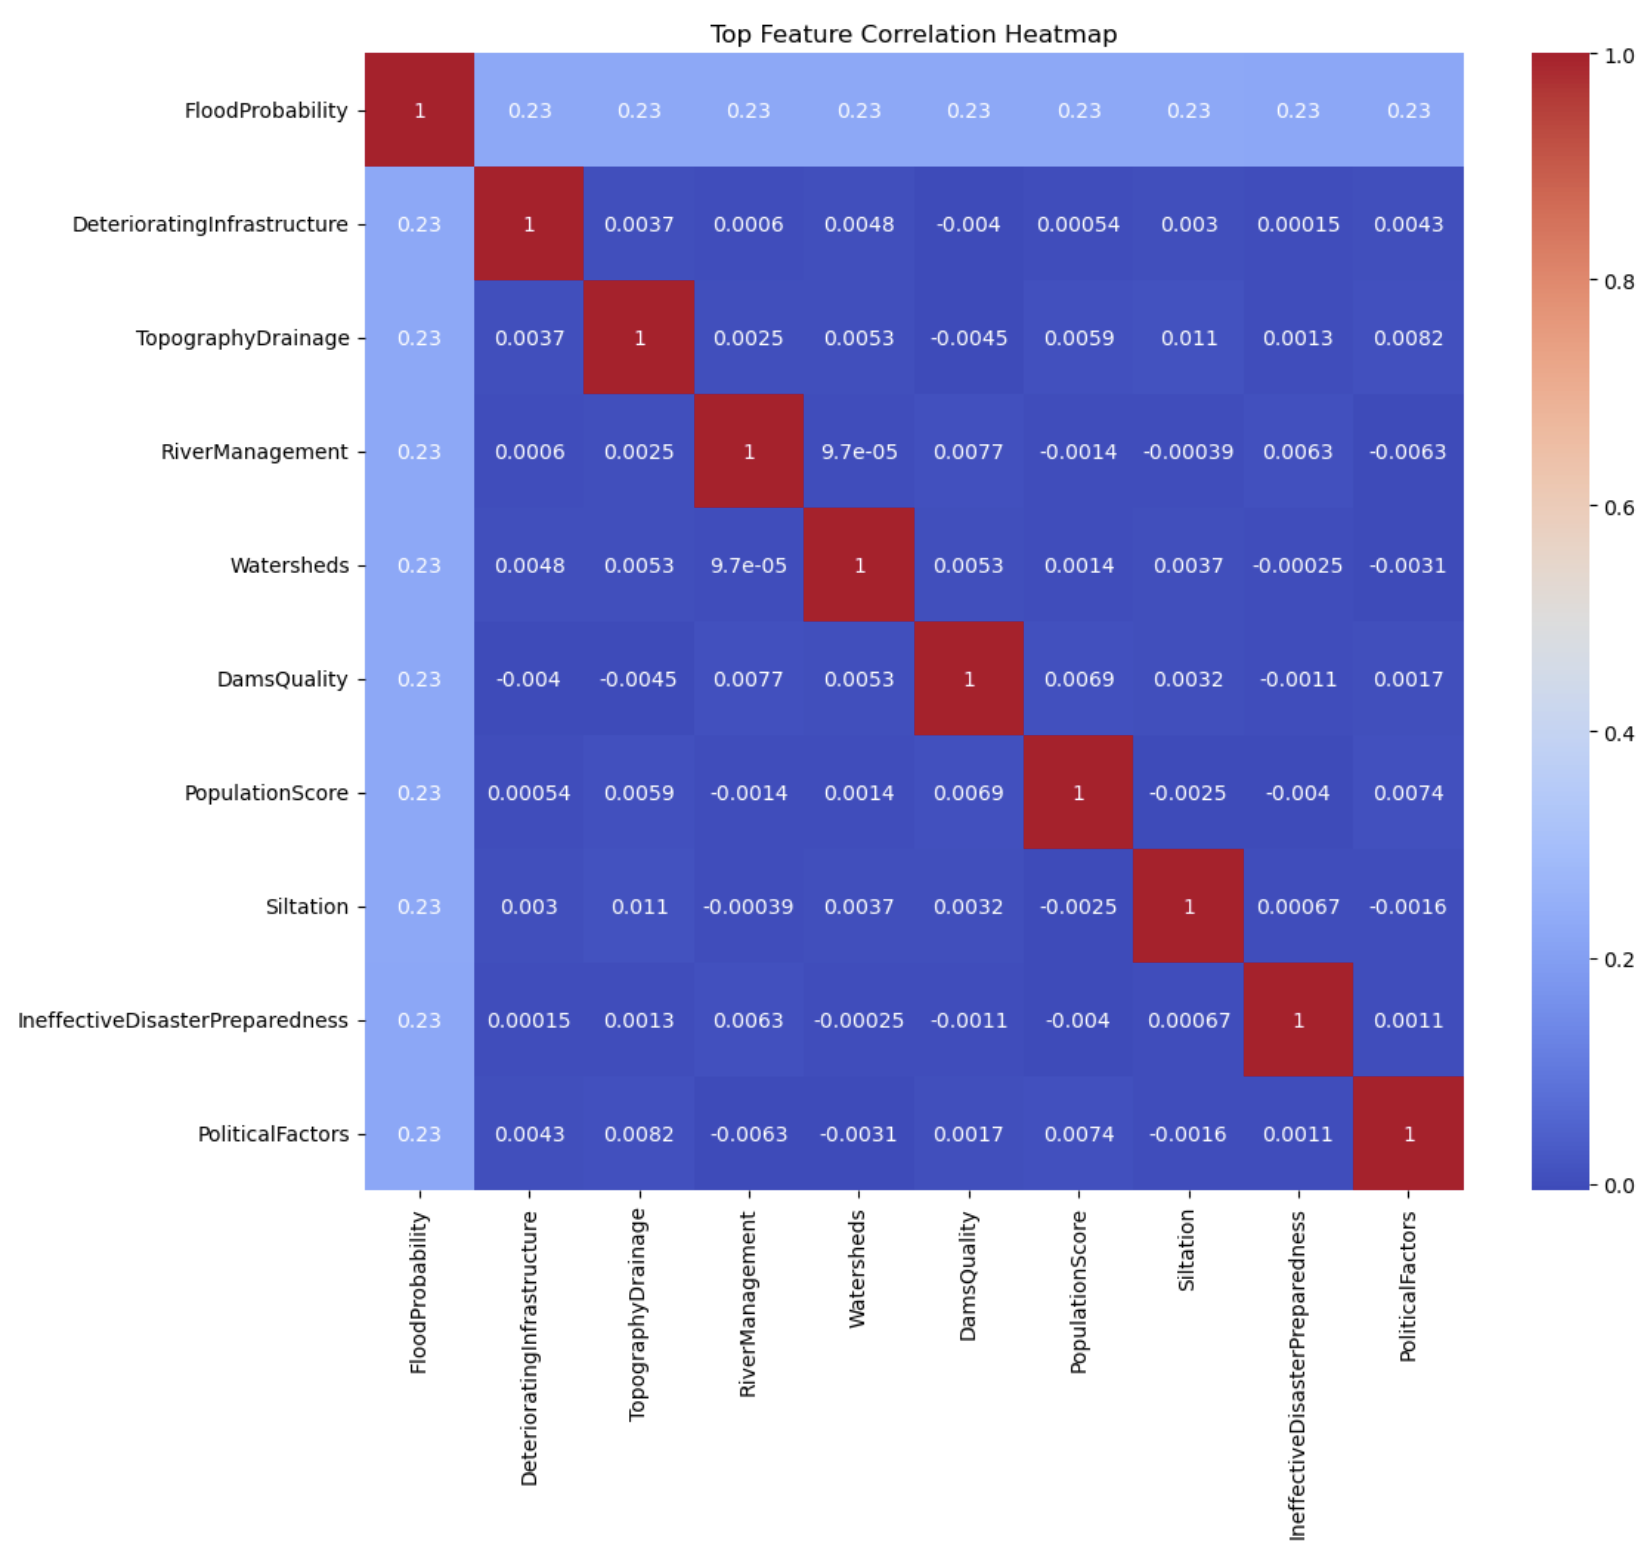 Top Feature Correlation Heatmap
FloodProbability 1 0.23 0.23 0.23 0.23 0.23 0.23 0.23 0.23 0.23
DeterioratingInfrastructure 0.23 1 0.0037 0.0006 0.0048 -0.004 0.00054 0.003 0.00015 0.0043
TopographyDrainage 0.23 0.0037 1 0.0025 0.0053 -0.0045 0.0059 0.011 0.0013 0.0082
RiverManagement 0.23 0.0006 0.0025 1 9.7e-05 0.0077 -0.0014 -0.00039 0.0063 -0.0063
Watersheds 0.23 0.0048 0.0053 9.7e-05 1 0.0053 0.0014 0.0037 -0.00025 -0.0031
DamsQuality 0.23 -0.004 -0.0045 0.0077 0.0053 1 0.0069 0.0032 -0.0011 0.0017
PopulationScore 0.23 0.00054 0.0059 -0.0014 0.0014 0.0069 1 -0.0025 -0.004 0.0074
Siltation 0.23 0.003 0.011 -0.00039 0.0037 0.0032 -0.0025 1 0.00067 -0.0016
IneffectiveDisasterPreparedness 0.23 0.00015 0.0013 0.0063 -0.00025 -0.0011 -0.004 0.00067 1 0.0011
PoliticalFactors 0.23 0.0043 0.0082 -0.0063 -0.0031 0.0017 0.0074 -0.0016 0.0011 1
FloodProbability
DeterioratingInfrastructure
TopographyDrainage
RiverManagement
Watersheds
DamsQuality
PopulationScore
Siltation
IneffectiveDisasterPreparedness
PoliticalFactors
1.0
0.8
0.6
0.4
0.2
0.0